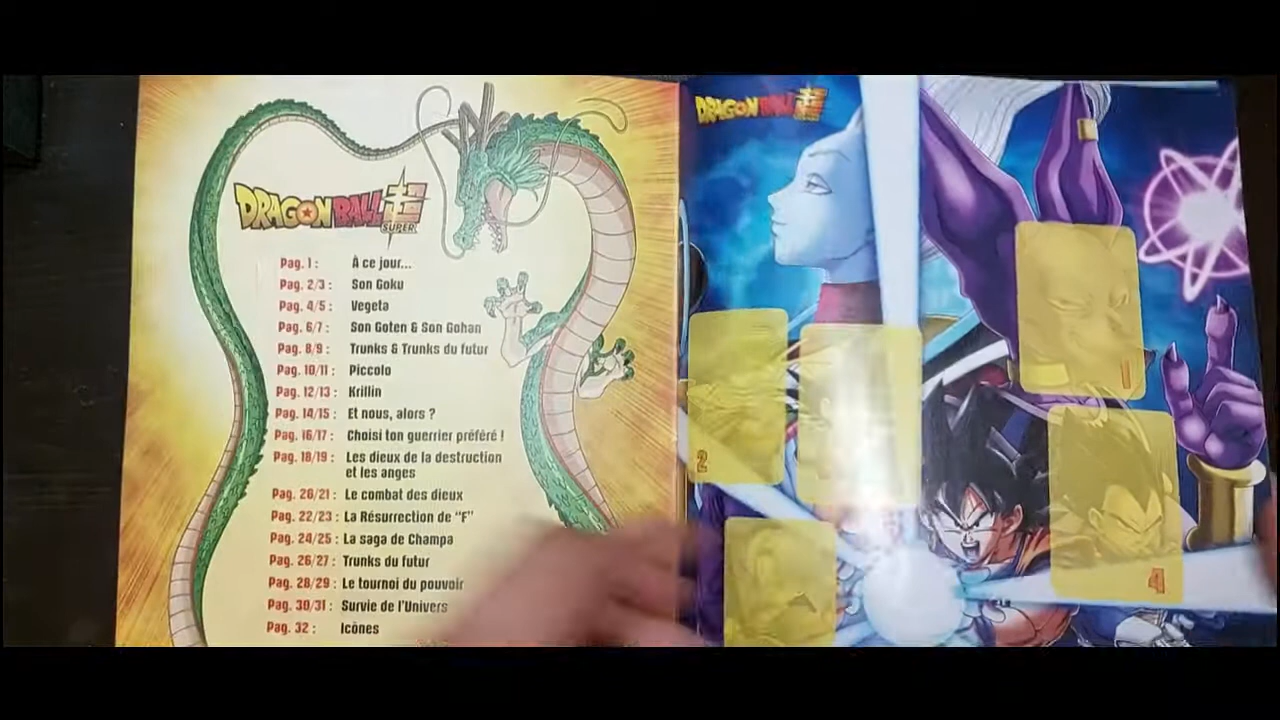 DRAGON BALL 超
SUPER
Pag. 1 : À ce jour...
Pag. 2/3 : Son Goku
Pag. 4/5 : Vegeta
Pag. 6/7 : Son Goten & Son Gohan
Pag. 8/9 : Trunks & Trunks du futur
Pag. 10/11 : Piccolo
Pag. 12/13 : Krillin
Pag. 14/15 : Et nous, alors ?
Pag. 16/17 : Choisi ton guerrier préféré !
Pag. 18/19 : Les dieux de la destruction
et les anges
Pag. 20/21 : Le combat des dieux
Pag. 22/23 : La Résurrection de “F”
Pag. 24/25 : La saga de Champa
Pag. 26/27 : Trunks du futur
Pag. 28/29 : Le tournoi du pouvoir
Pag. 30/31 : Survie de l'Univers
Pag. 32 : Icônes
DRAGON BALL 超
1
2
4